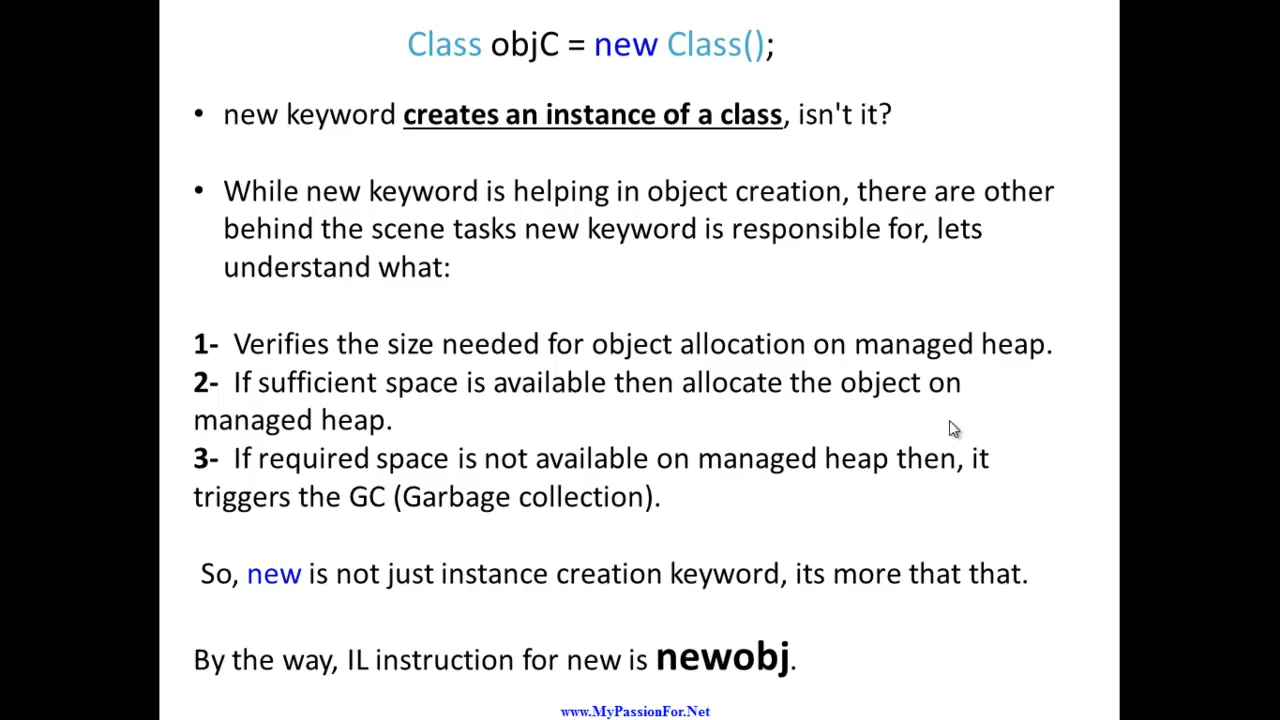 Class objC = new Class();
• new keyword creates an instance of a class, isn't it?
• While new keyword is helping in object creation, there are other
behind the scene tasks new keyword is responsible for, lets
understand what:
1- Verifies the size needed for object allocation on managed heap.
2- If sufficient space is available then allocate the object on
managed heap.
3- If required space is not available on managed heap then, it
triggers the GC (Garbage collection).
So, new is not just instance creation keyword, its more that that.
By the way, IL instruction for new is newobj.
www.MyPassionFor.Net